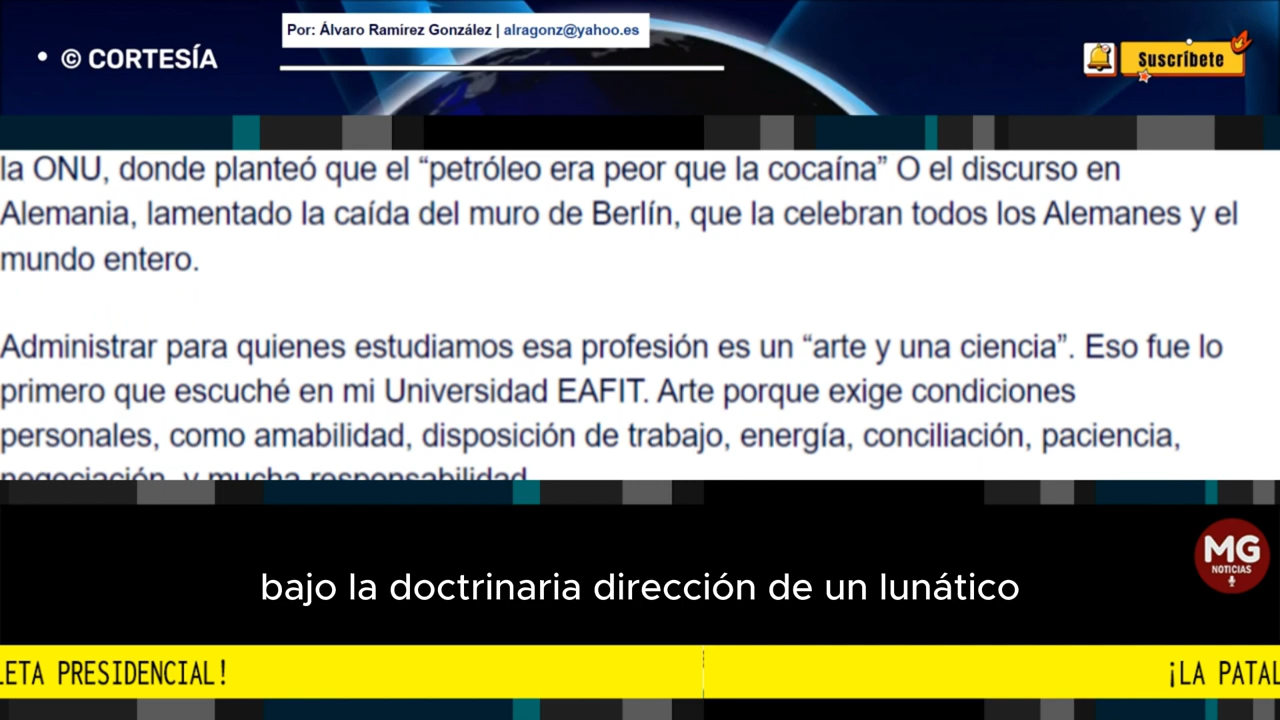 Por: Álvaro Ramírez González | alragonz@yahoo.es
• © CORTESÍA
Suscríbete
la ONU, donde planteó que el “petróleo era peor que la cocaína” O el discurso en
Alemania, lamentado la caída del muro de Berlín, que la celebran todos los Alemanes y el
mundo entero.
Administrar para quienes estudiamos esa profesión es un “arte y una ciencia”. Eso fue lo
primero que escuché en mi Universidad EAFIT. Arte porque exige condiciones
personales, como amabilidad, disposición de trabajo, energía, conciliación, paciencia,
negociación, y mucha responsabilidad
MG
NOTICIAS
bajo la doctrinaria dirección de un lunático
LETA PRESIDENCIAL! ¡LA PATAL